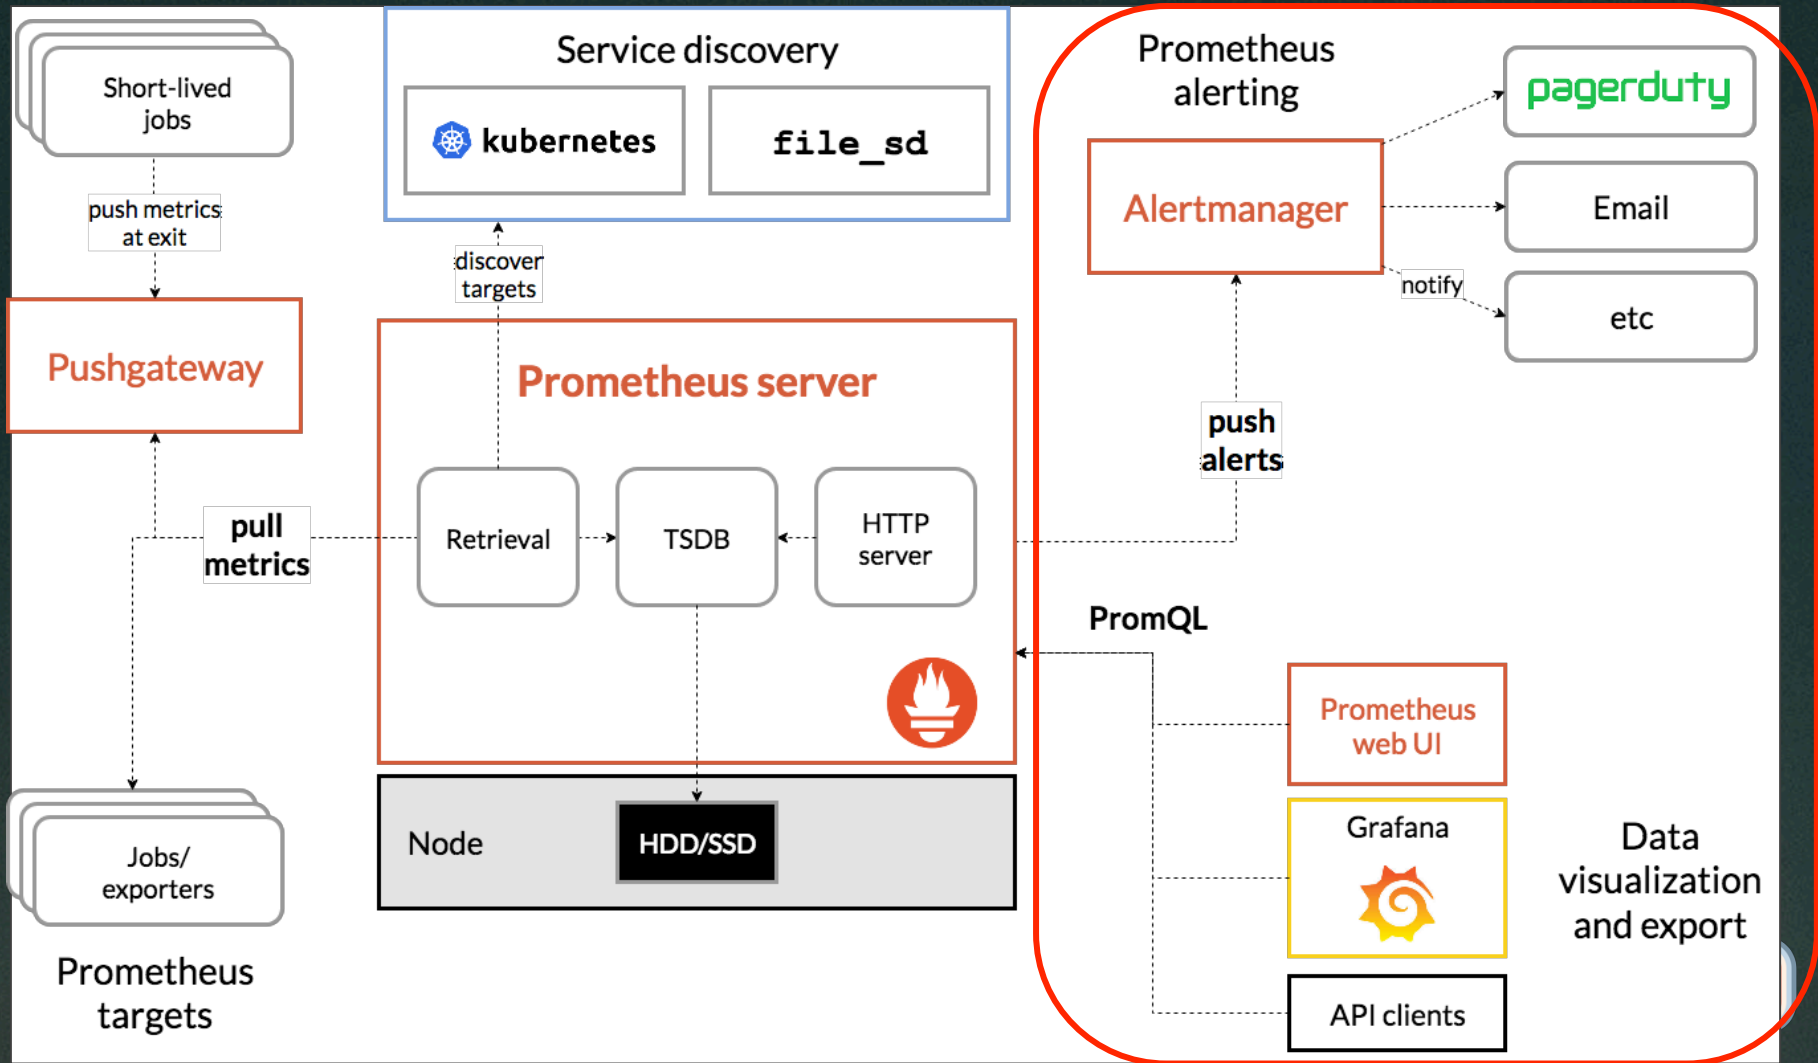 Short-lived
jobs
push metrics
at exit
Pushgateway
pull
metrics
Jobs/
exporters
Prometheus
targets
Service discovery
kubernetes
file_sd
discover
targets
Prometheus server
Retrieval
TSDB
HTTP
server
Node
HDD/SSD
Prometheus
alerting
Alertmanager
pagerduty
Email
notify
etc
push
alerts
PromQL
Prometheus
web UI
Grafana
API clients
Data
visualization
and export